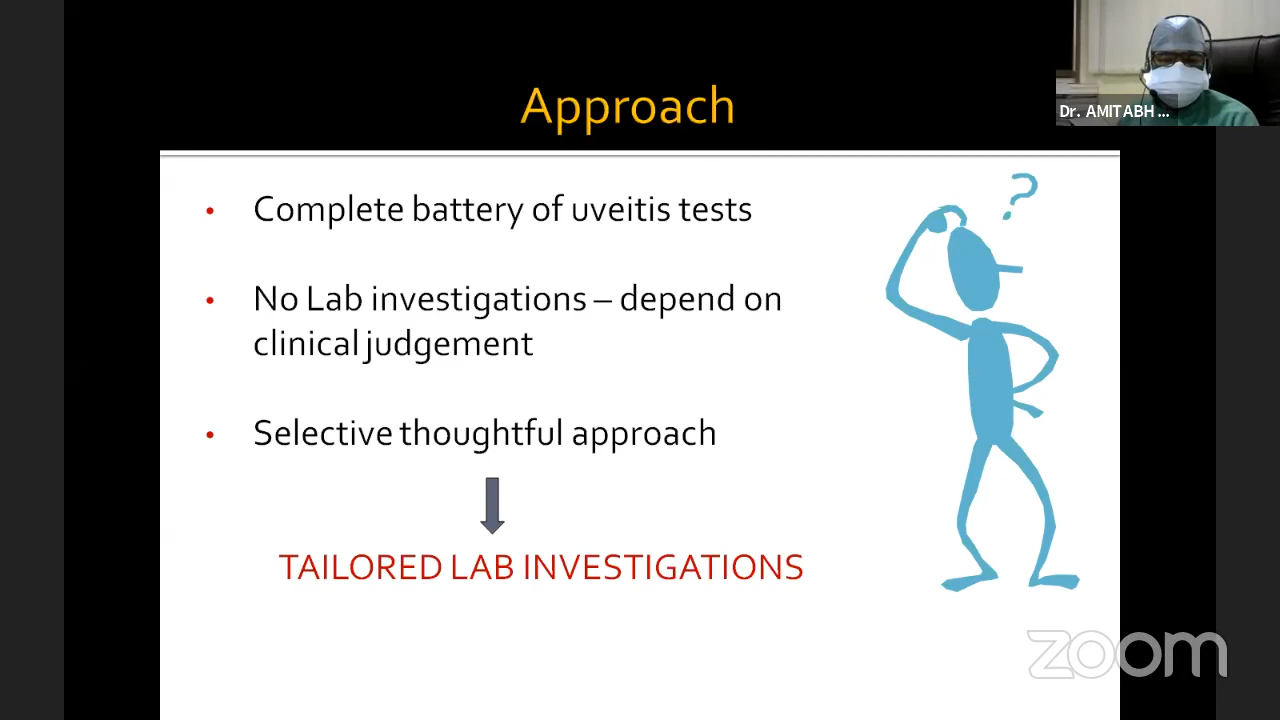 Approach
Dr. AMITABH ...
• Complete battery of uveitis tests
• No Lab investigations – depend on
clinical judgement
• Selective thoughtful approach
TAILORED LAB INVESTIGATIONS
?
zoom